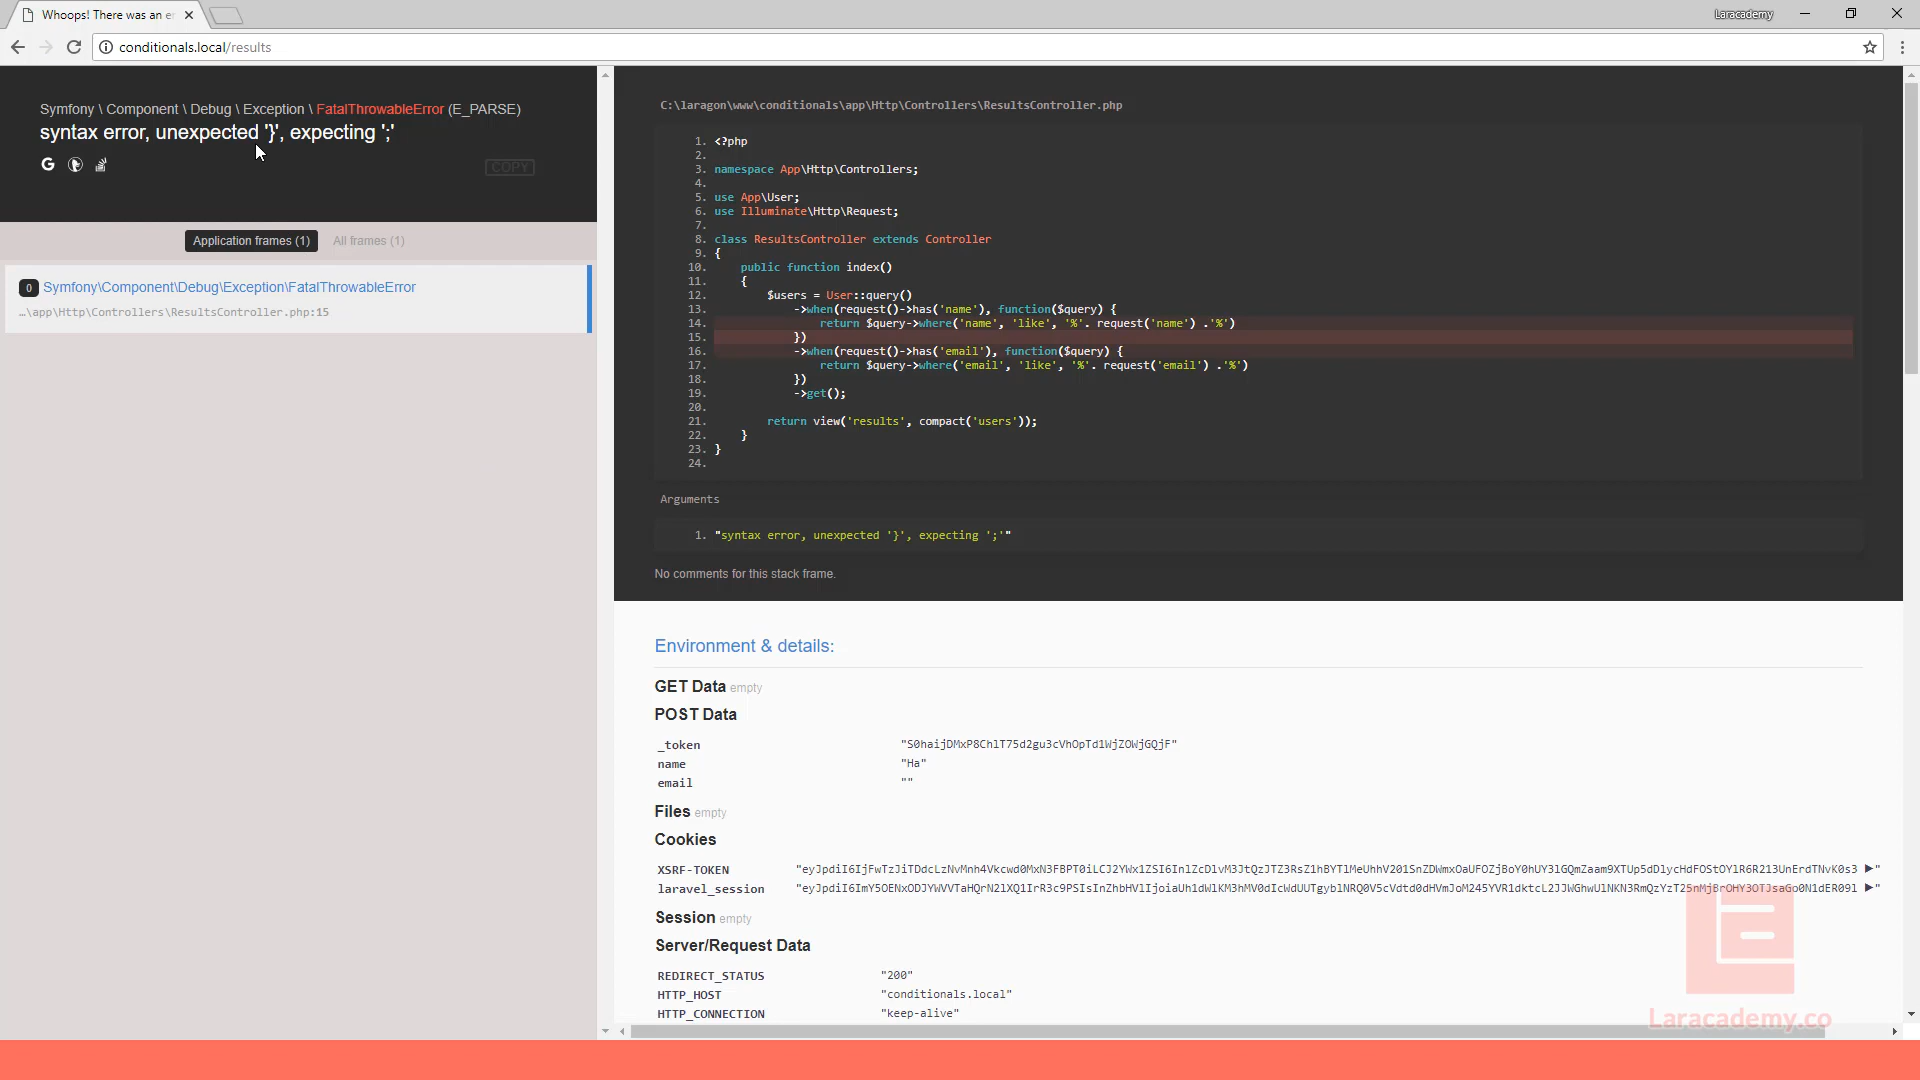 Whoops! There was an er
Laracademy
conditionals.local/results
Symfony \ Component \ Debug \ Exception \ FatalThrowableError (E_PARSE)
syntax error, unexpected '}', expecting ';'
COPY
Application frames (1)
All frames (1)
0 Symfony\Component\Debug\Exception\FatalThrowableError
…\app\Http\Controllers\ResultsController.php:15
C:\laragon\www\conditionals\app\Http\Controllers\ResultsController.php
1. <?php
2.
3. namespace App\Http\Controllers;
4.
5. use App\User;
6. use Illuminate\Http\Request;
7.
8. class ResultsController extends Controller
9. {
10. public function index()
11. {
12. $users = User::query()
13. ->when(request()->has('name'), function($query) {
14. return $query->where('name', 'like', '%'. request('name') .'%')
15. })
16. ->when(request()->has('email'), function($query) {
17. return $query->where('email', 'like', '%'. request('email') .'%')
18. })
19. ->get();
20.
21. return view('results', compact('users'));
22. }
23. }
24.
Arguments
1. "syntax error, unexpected '}', expecting ';'"
No comments for this stack frame.
Environment & details:
GET Data empty
POST Data
_token "S0haijDMxP8ChlT75d2gu3cVhOpTd1WjZOWjGQjF"
name "Ha"
email ""
Files empty
Cookies
XSRF-TOKEN
laravel_session
Session empty
Server/Request Data
REDIRECT_STATUS "200"
HTTP_HOST "conditionals.local"
HTTP_CONNECTION "keep-alive"
Laracademy.co